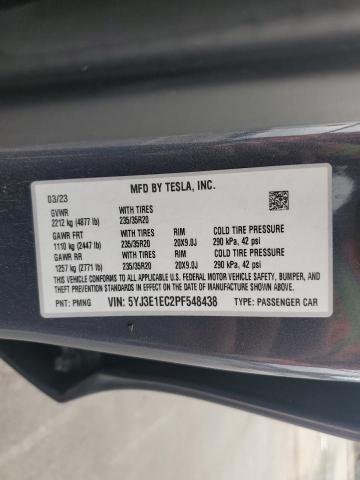 MFD BY TESLA, INC.
03/23
GVWR WITH TIRES
2212 kg (4877 lb) 235/35R20
GAWR FRT WITH TIRES RIM COLD TIRE PRESSURE
1110 kg (2447 lb) 235/35R20 20X9.0J 290 kPa, 42 psi
GAWR RR WITH TIRES RIM COLD TIRE PRESSURE
1257 kg (2771 lb) 235/35R20 20X9.0J 290 kPa, 42 psi
THIS VEHICLE CONFORMS TO ALL APPLICABLE U.S. FEDERAL MOTOR VEHICLE SAFETY, BUMPER, AND
THEFT PREVENTION STANDARDS IN EFFECT ON THE DATE OF MANUFACTURE SHOWN ABOVE.
PNT: PMNG VIN: 5YJ3E1EC2PF548438 TYPE: PASSENGER CAR